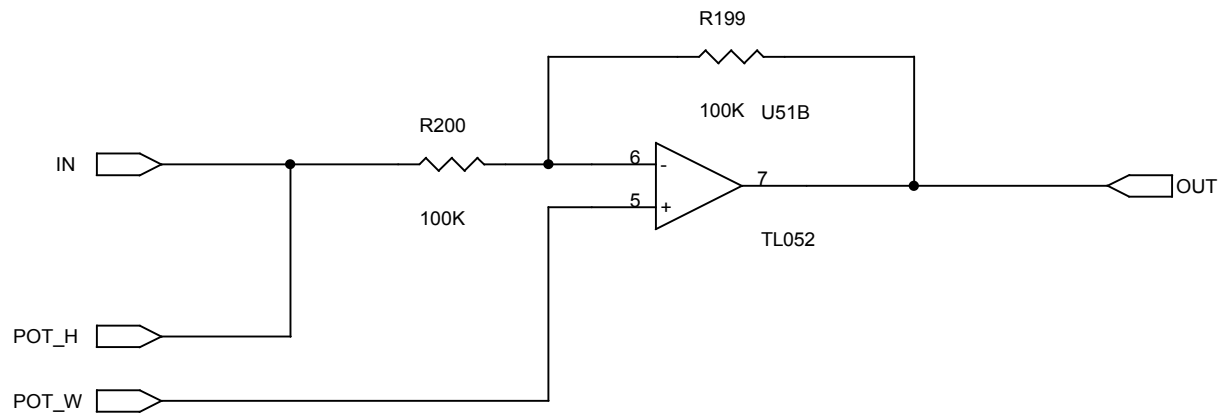 R199
100K U51B
R200
IN
6
-
7
OUT
5
+
100K
TL052
POT_H
POT_W